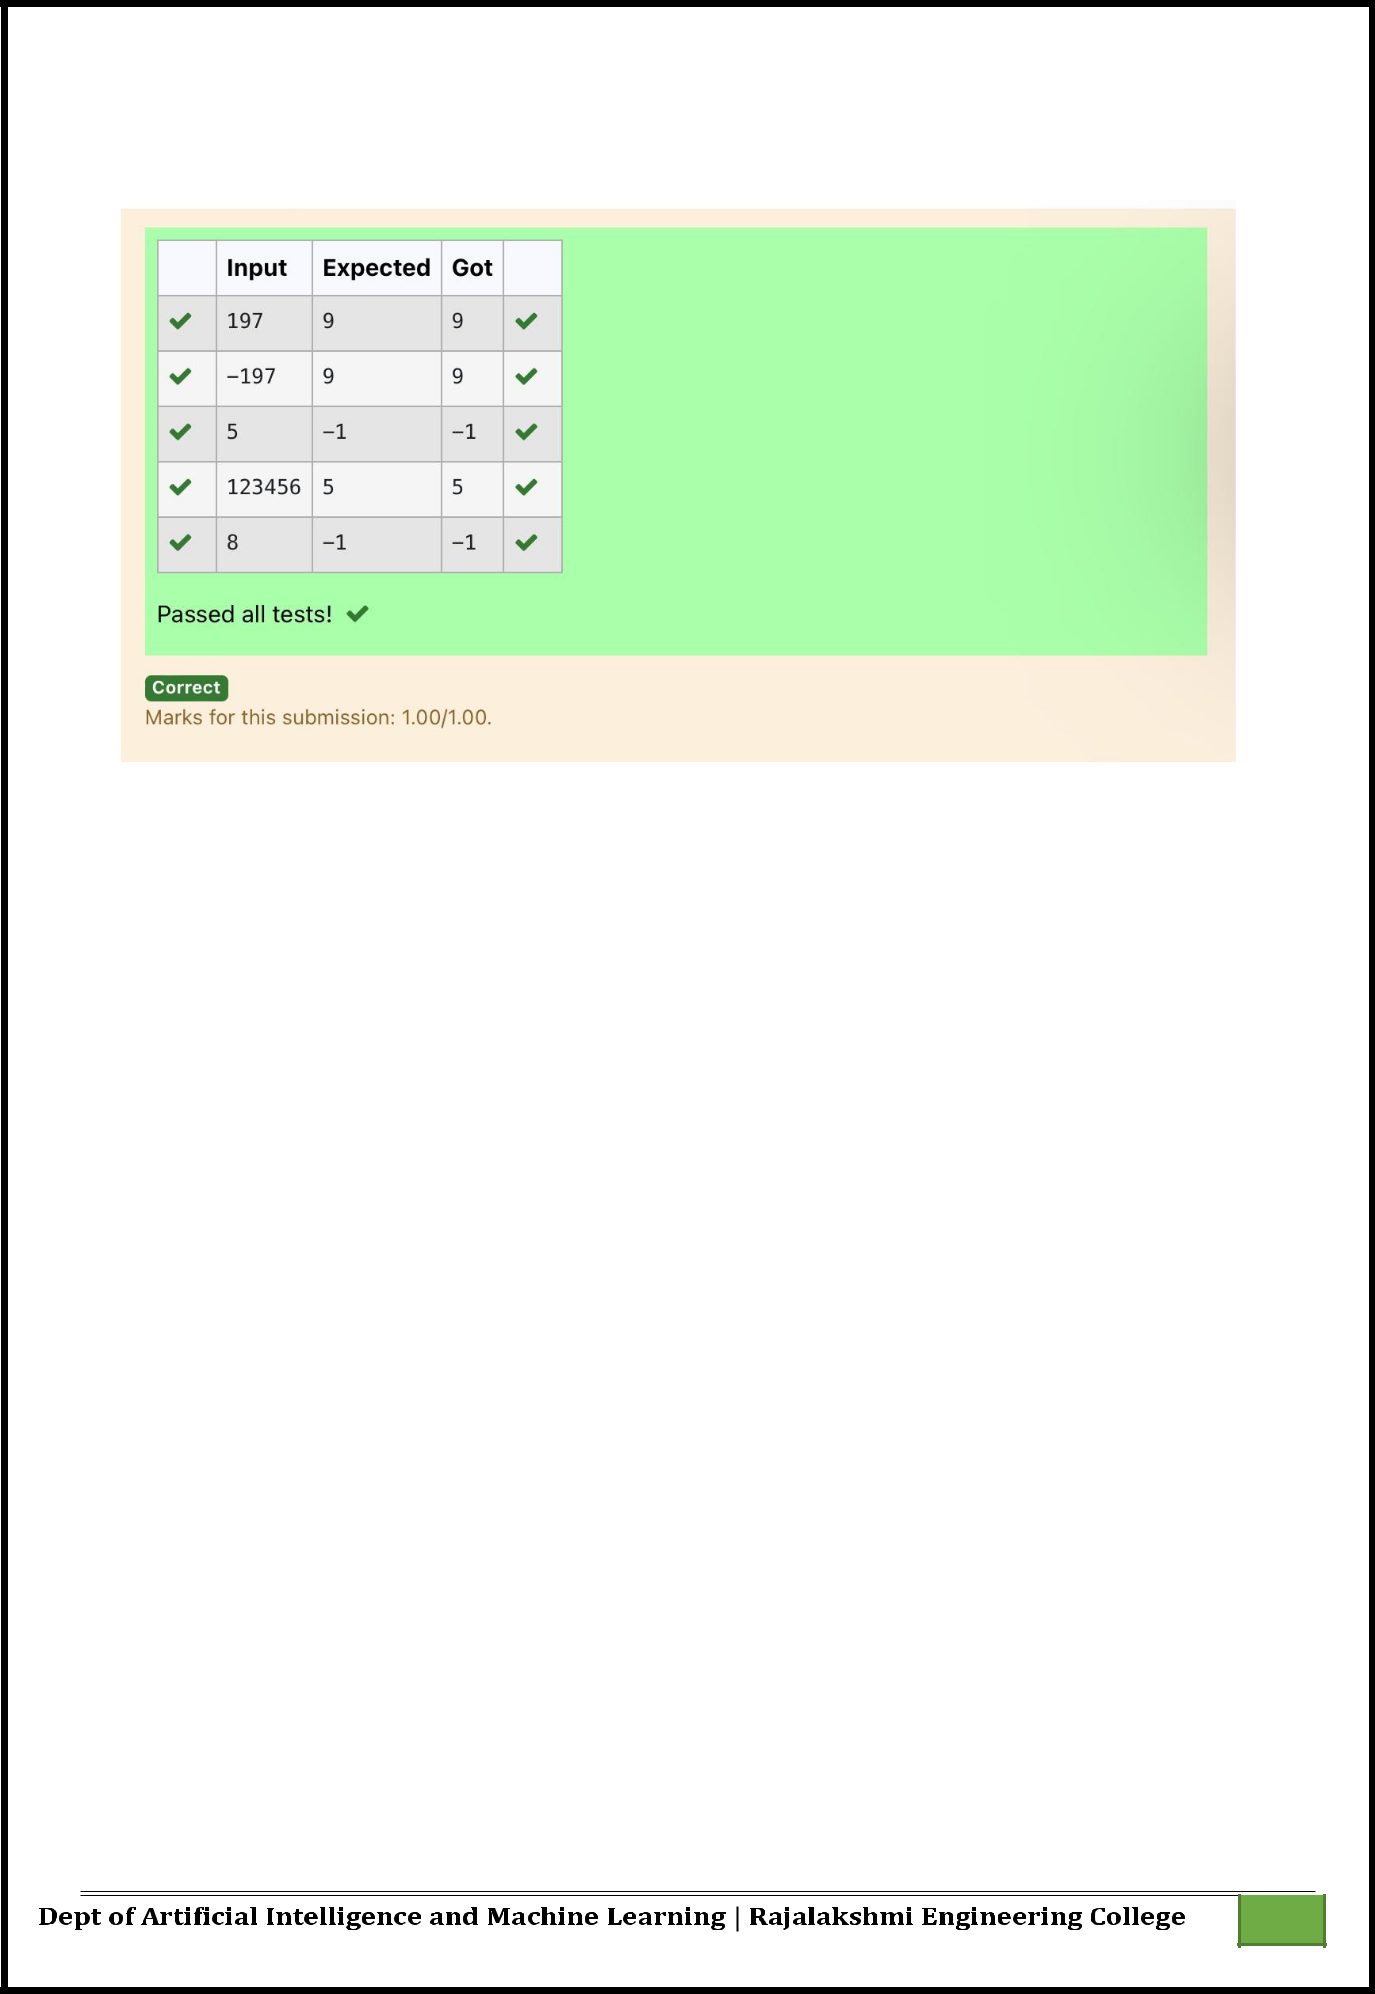 Input Expected Got
197 9 9
−197 9 9
5 −1 −1
123456 5 5
8 −1 −1
Passed all tests!
Correct
Marks for this submission: 1.00/1.00.
Dept of Artificial Intelligence and Machine Learning | Rajalakshmi Engineering College